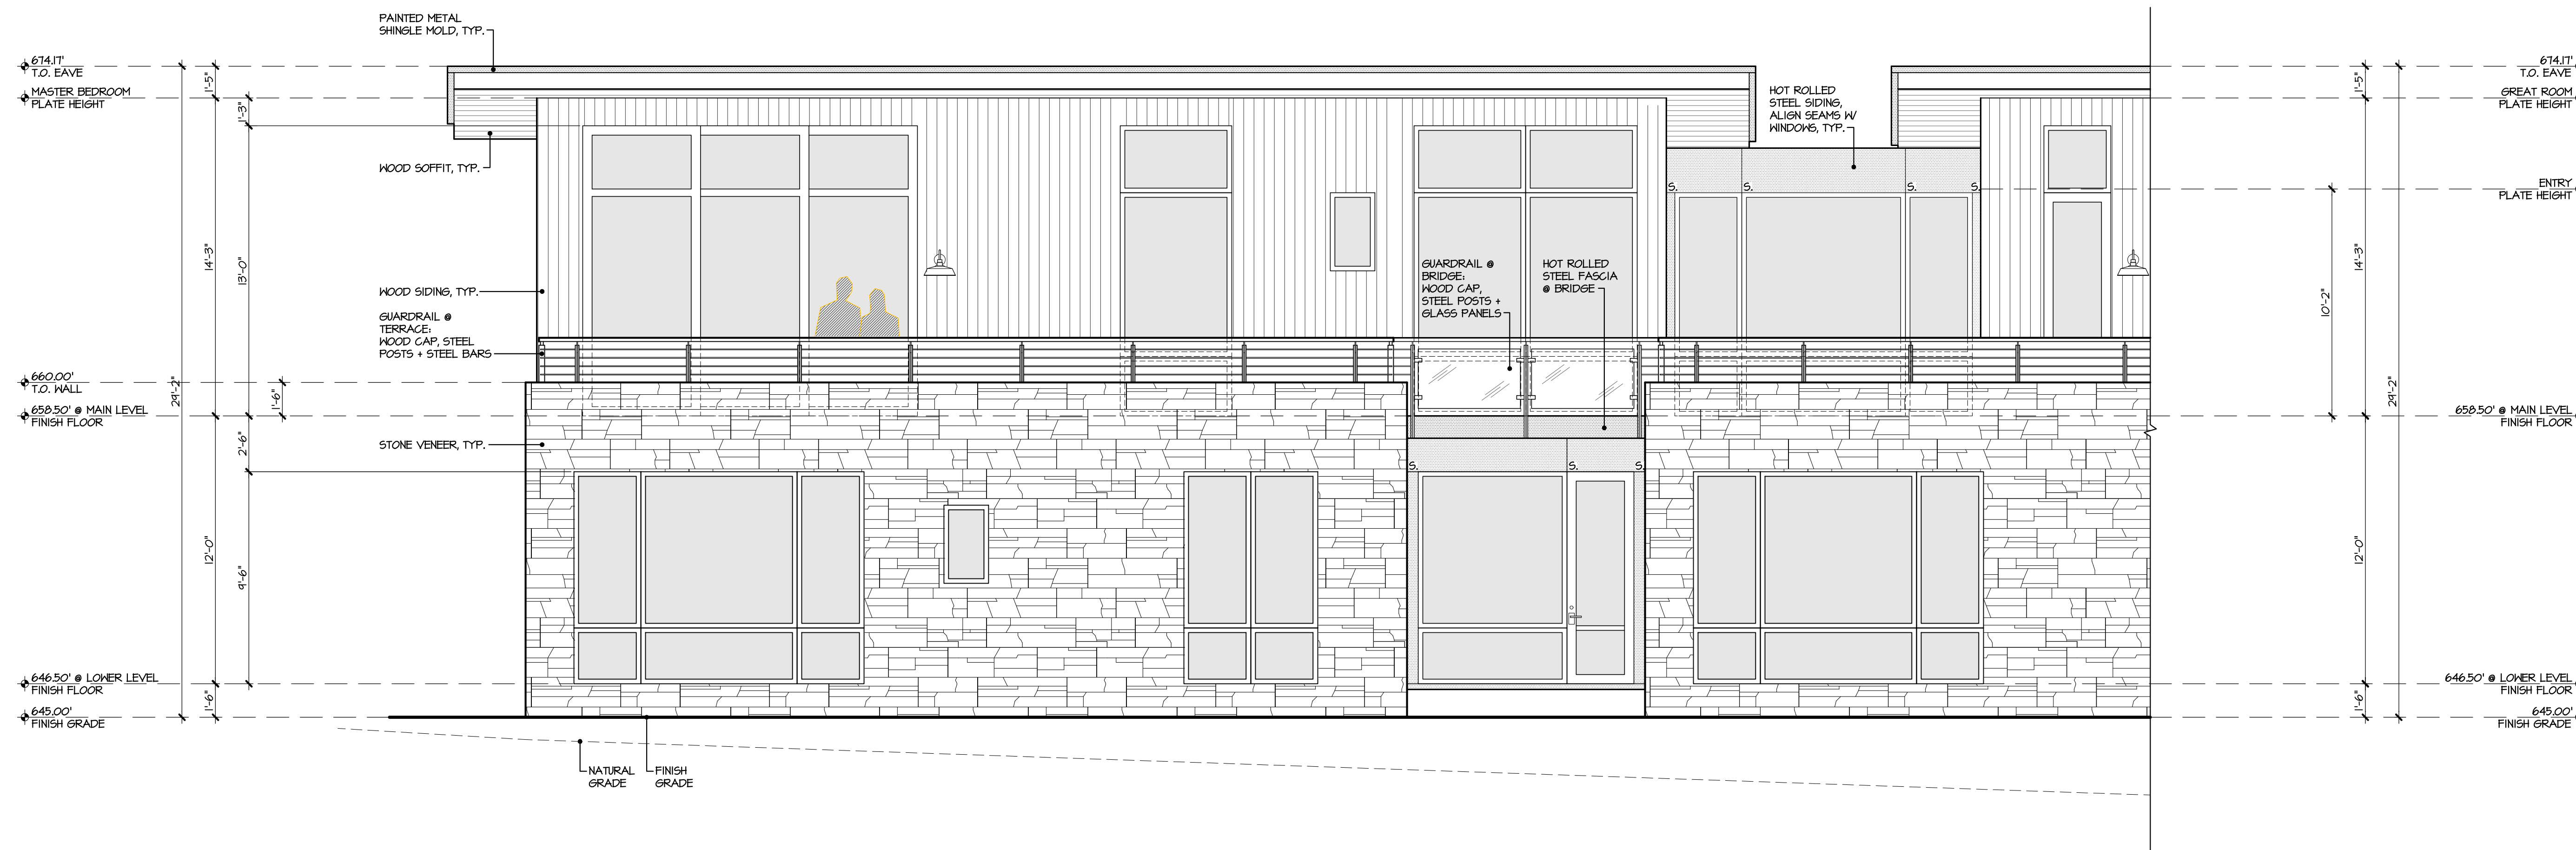 PAINTED METAL
SHINGLE MOLD, TYP.
674.17'
T.O. EAVE
MASTER BEDROOM
PLATE HEIGHT
1'-5"
1'-3"
WOOD SOFFIT, TYP.
14'-3"
13'-0"
WOOD SIDING, TYP.
GUARDRAIL @
TERRACE:
WOOD CAP, STEEL
POSTS + STEEL BARS
660.00'
T.O. WALL
29'-2"
1'-6"
658.50' @ MAIN LEVEL
FINISH FLOOR
2'-6"
STONE VENEER, TYP.
12'-0"
9'-6"
646.50' @ LOWER LEVEL
FINISH FLOOR
1'-6"
645.00'
FINISH GRADE
NATURAL
GRADE
FINISH
GRADE
GUARDRAIL @
BRIDGE:
WOOD CAP,
STEEL POSTS +
GLASS PANELS
HOT ROLLED
STEEL FASCIA
@ BRIDGE
HOT ROLLED
STEEL SIDING,
ALIGN SEAMS W/
WINDOWS, TYP.
S.
S.
S.
S.
S.
S.
S.
674.17'
T.O. EAVE
1'-5"
GREAT ROOM
PLATE HEIGHT
ENTRY
PLATE HEIGHT
14'-3"
10'-2"
29'-2"
658.50' @ MAIN LEVEL
FINISH FLOOR
12'-0"
646.50' @ LOWER LEVEL
FINISH FLOOR
1'-6"
645.00'
FINISH GRADE